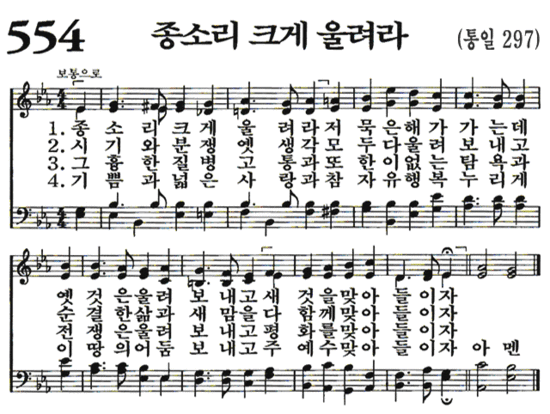 554 종소리 크게 울려라 (통일 297)
보통으로
1. 종 소 리 크 게 울 려 라 저 묵 은 해 가 가 는 데
2. 시 기 와 분 쟁 옛 생 각 모 두 다 울 려 보 내 고
3. 그 흉 한 질 병 고 통 과 또 한 이 없 는 탐 욕 과
4. 기 쁨 과 넓 은 사 랑 과 참 자 유 행 복 누 리 게
옛 것 은 울 려 보 내 고 새 것 을 맞 아 들 이 자
순 결 한 삶 과 새 맘 을 다 함 께 맞 아 들 이 자
전 쟁 은 울 려 보 내 고 평 화 를 맞 아 들 이 자
이 땅 의 어 둠 보 내 고 주 예 수 맞 아 들 이 자 아 멘